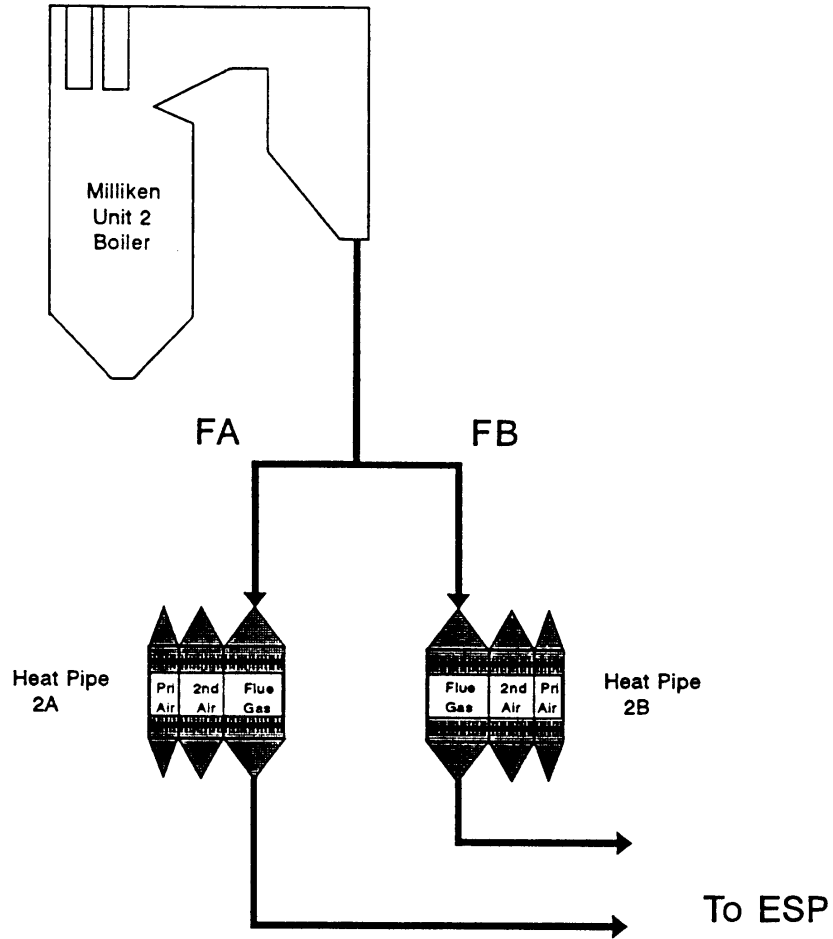 Milliken
Unit 2
Boiler
FA
FB
Heat Pipe
2A
Pri
Air
2nd
Air
Flue
Gas
Flue
Gas
2nd
Air
Pri
Air
Heat Pipe
2B
To ESP